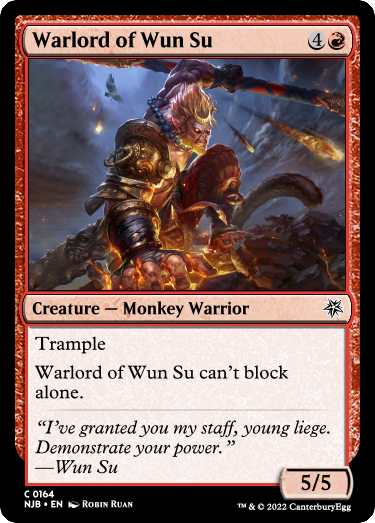 Warlord of Wun Su 4
Creature — Monkey Warrior
Trample
Warlord of Wun Su can't block
alone.
“I've granted you my staff, young liege.
Demonstrate your power.”
—Wun Su
5/5
C 0164
NJB • EN Robin Ruan
™ & © 2022 CanterburyEgg